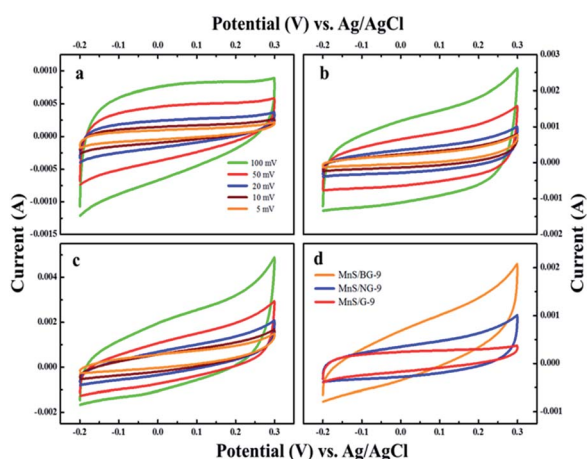 Potential (V) vs. Ag/AgCl
-0.2 -0.1 0.0 0.1 0.2 0.3 -0.2 -0.1 0.0 0.1 0.2 0.3
Current (A)
0.0010
0.0005
0.0000
-0.0005
-0.0010
-0.0015
a
100 mV
50 mV
20 mV
10 mV
5 mV
b
0.003
0.002
0.001
0.000
-0.001
-0.002
Current (A)
0.004
0.002
0.000
-0.002
c
d
MnS/BG-9
MnS/NG-9
MnS/G-9
0.002
0.001
0.000
-0.001
-0.2 -0.1 0.0 0.1 0.2 0.3 -0.2 -0.1 0.0 0.1 0.2 0.3
Potential (V) vs. Ag/AgCl